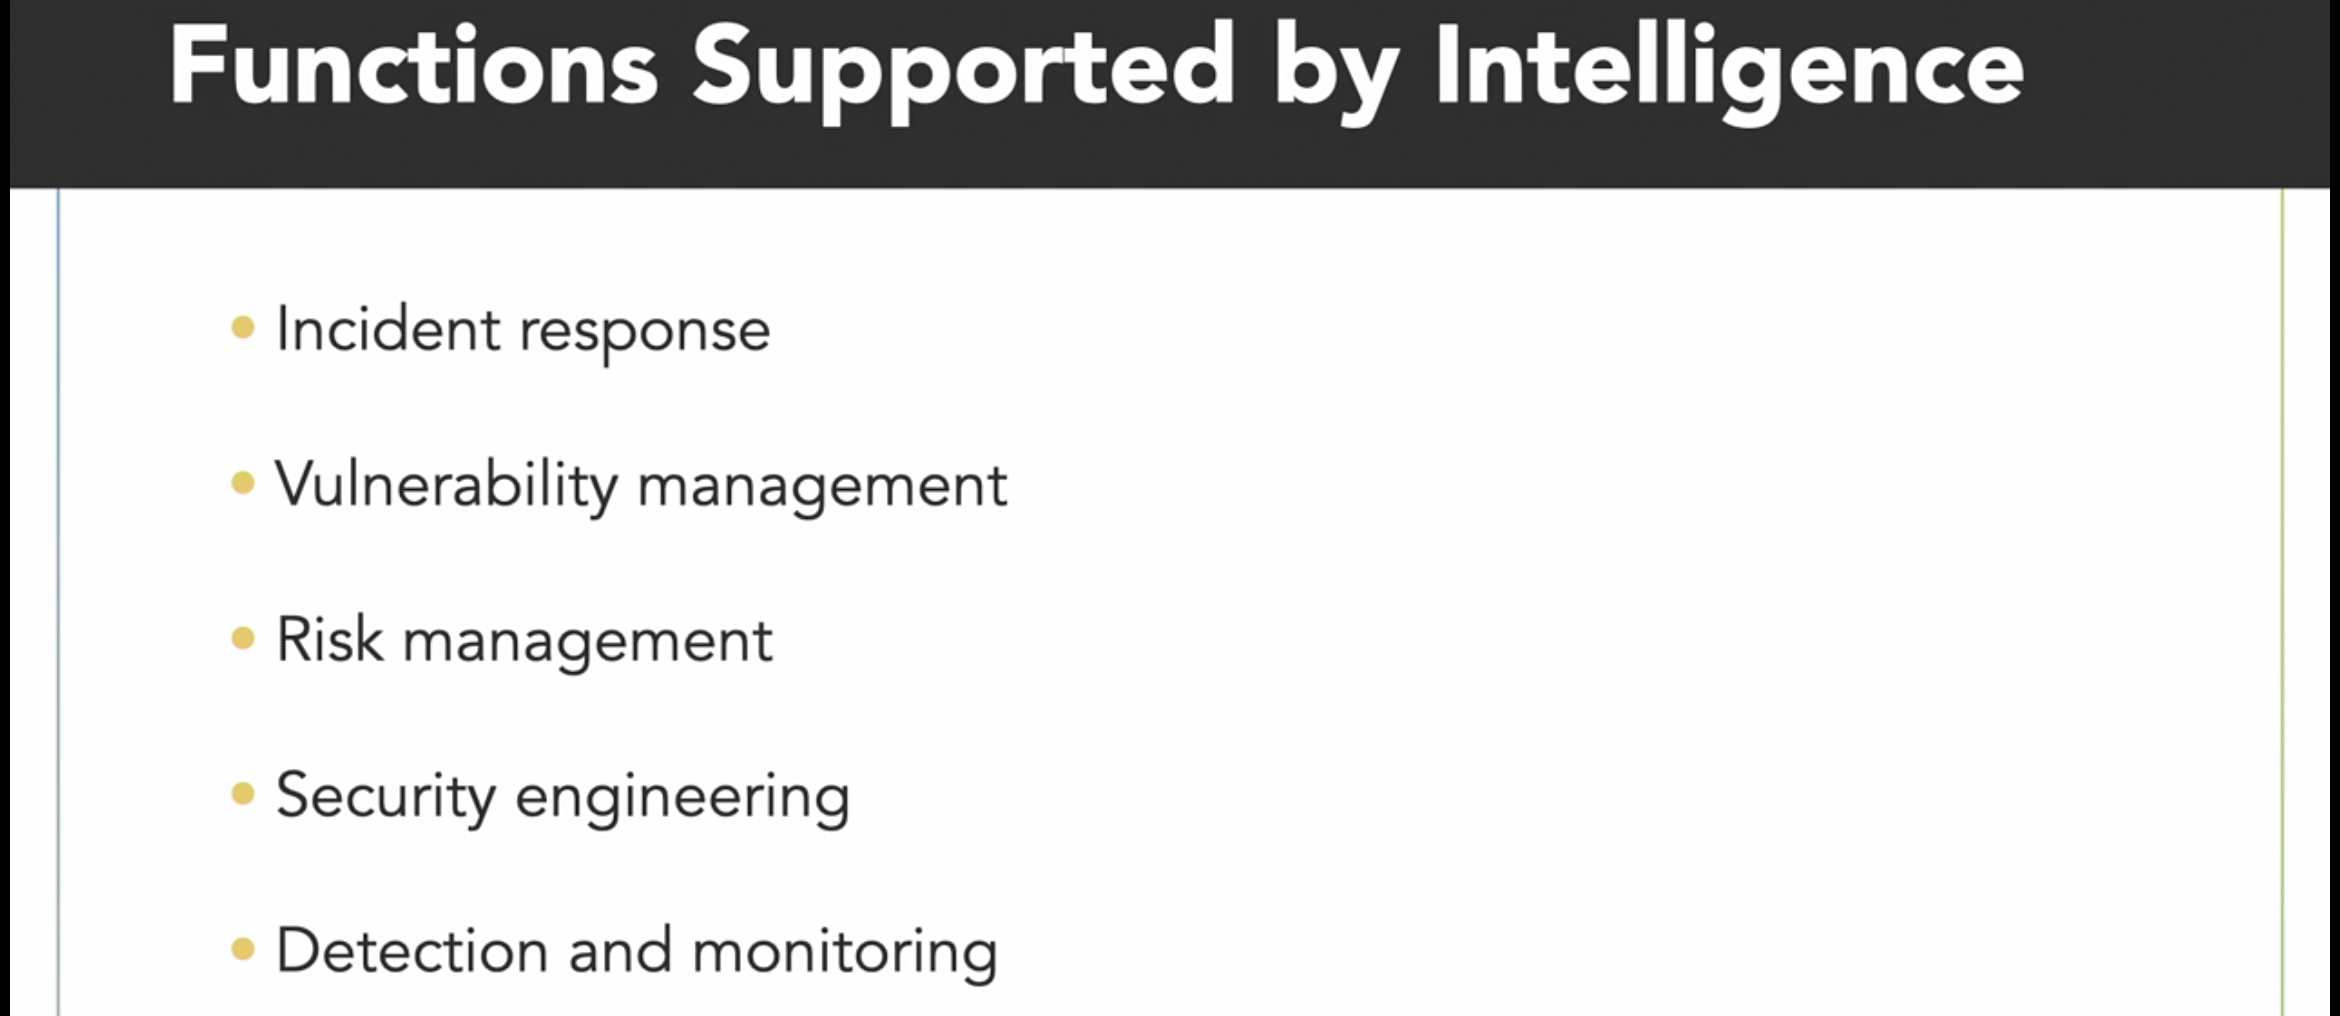 Functions Supported by Intelligence
Incident response
Vulnerability management
Risk management
Security engineering
Detection and monitoring